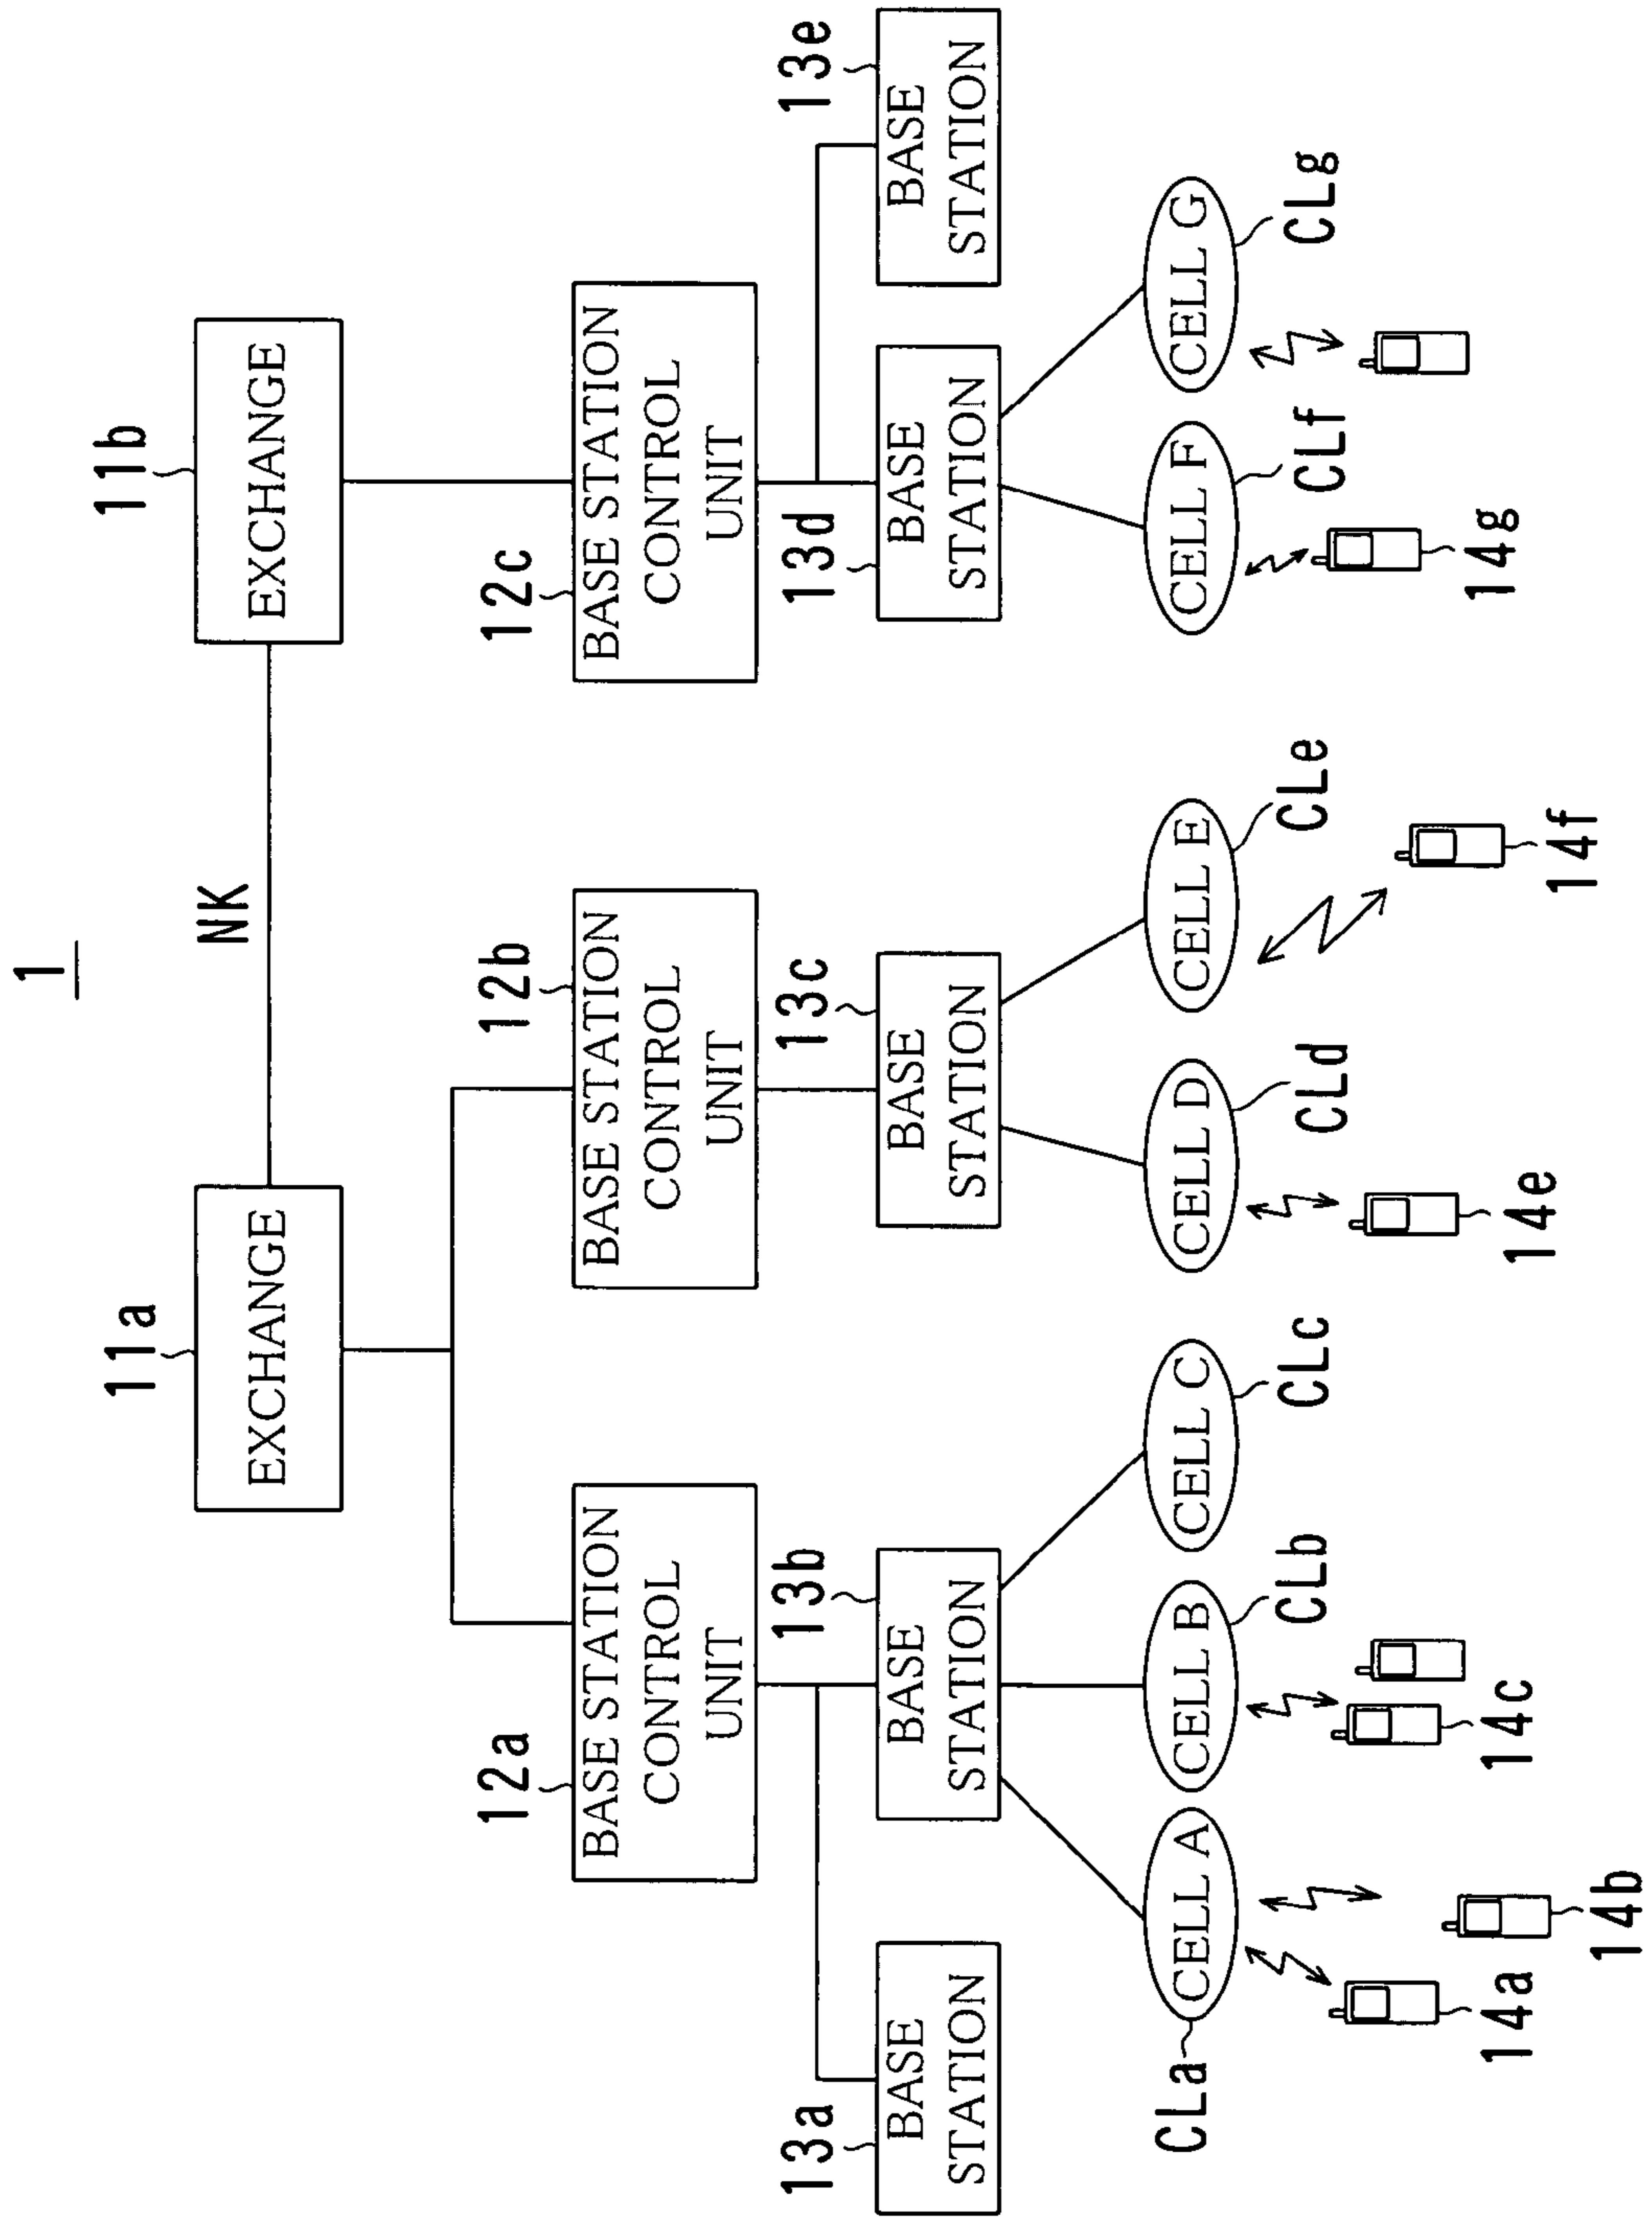 1
11a
11b
EXCHANGE
NK
EXCHANGE
12a
12b
12c
BASE STATION
CONTROL
UNIT
BASE STATION
CONTROL
UNIT
BASE STATION
CONTROL
UNIT
13a
13b
13c
13d
13e
BASE
STATION
BASE
STATION
BASE
STATION
BASE
STATION
BASE
STATION
CLa
CELL A
CELL B
CELL C
CELL D
CELL E
CELL F
CELL G
CLb
CLc
CLd
CLe
CLf
CLg
14a
14b
14c
14e
14f
14g